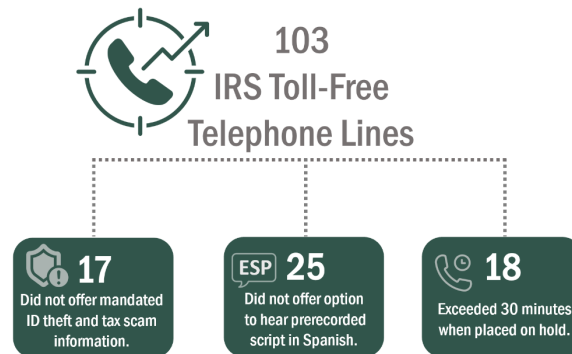 103
IRS Toll-Free
Telephone Lines
17
Did not offer mandated
ID theft and tax scam
information.
ESP 25
Did not offer option
to hear prerecorded
script in Spanish.
18
Exceeded 30 minutes
when placed on hold.